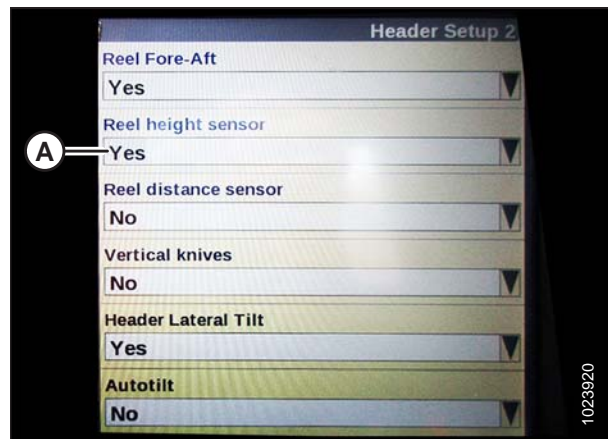 Header Setup 2
Reel Fore-Aft
Yes
Reel height sensor
A
Yes
Reel distance sensor
No
Vertical knives
No
Header Lateral Tilt
Yes
Autotilt
No
1023920